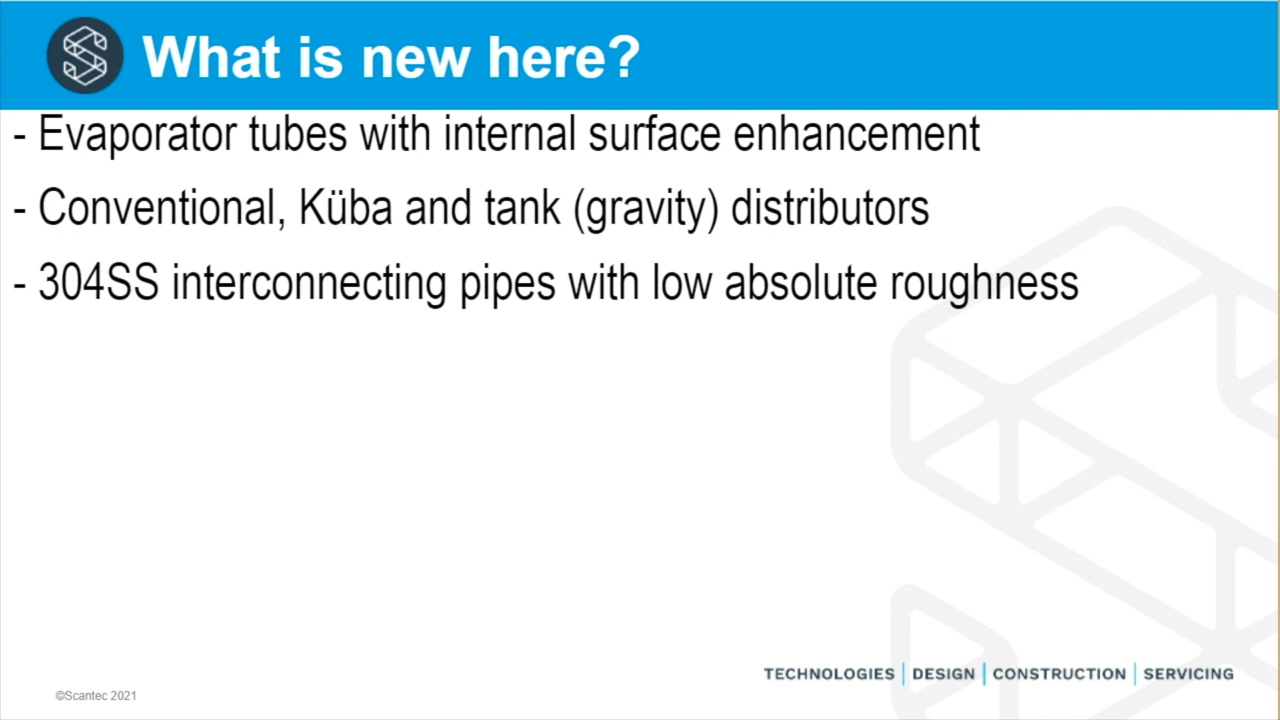 What is new here?
- Evaporator tubes with internal surface enhancement
- Conventional, Küba and tank (gravity) distributors
- 304SS interconnecting pipes with low absolute roughness
TECHNOLOGIES | DESIGN | CONSTRUCTION | SERVICING
©Scantec 2021